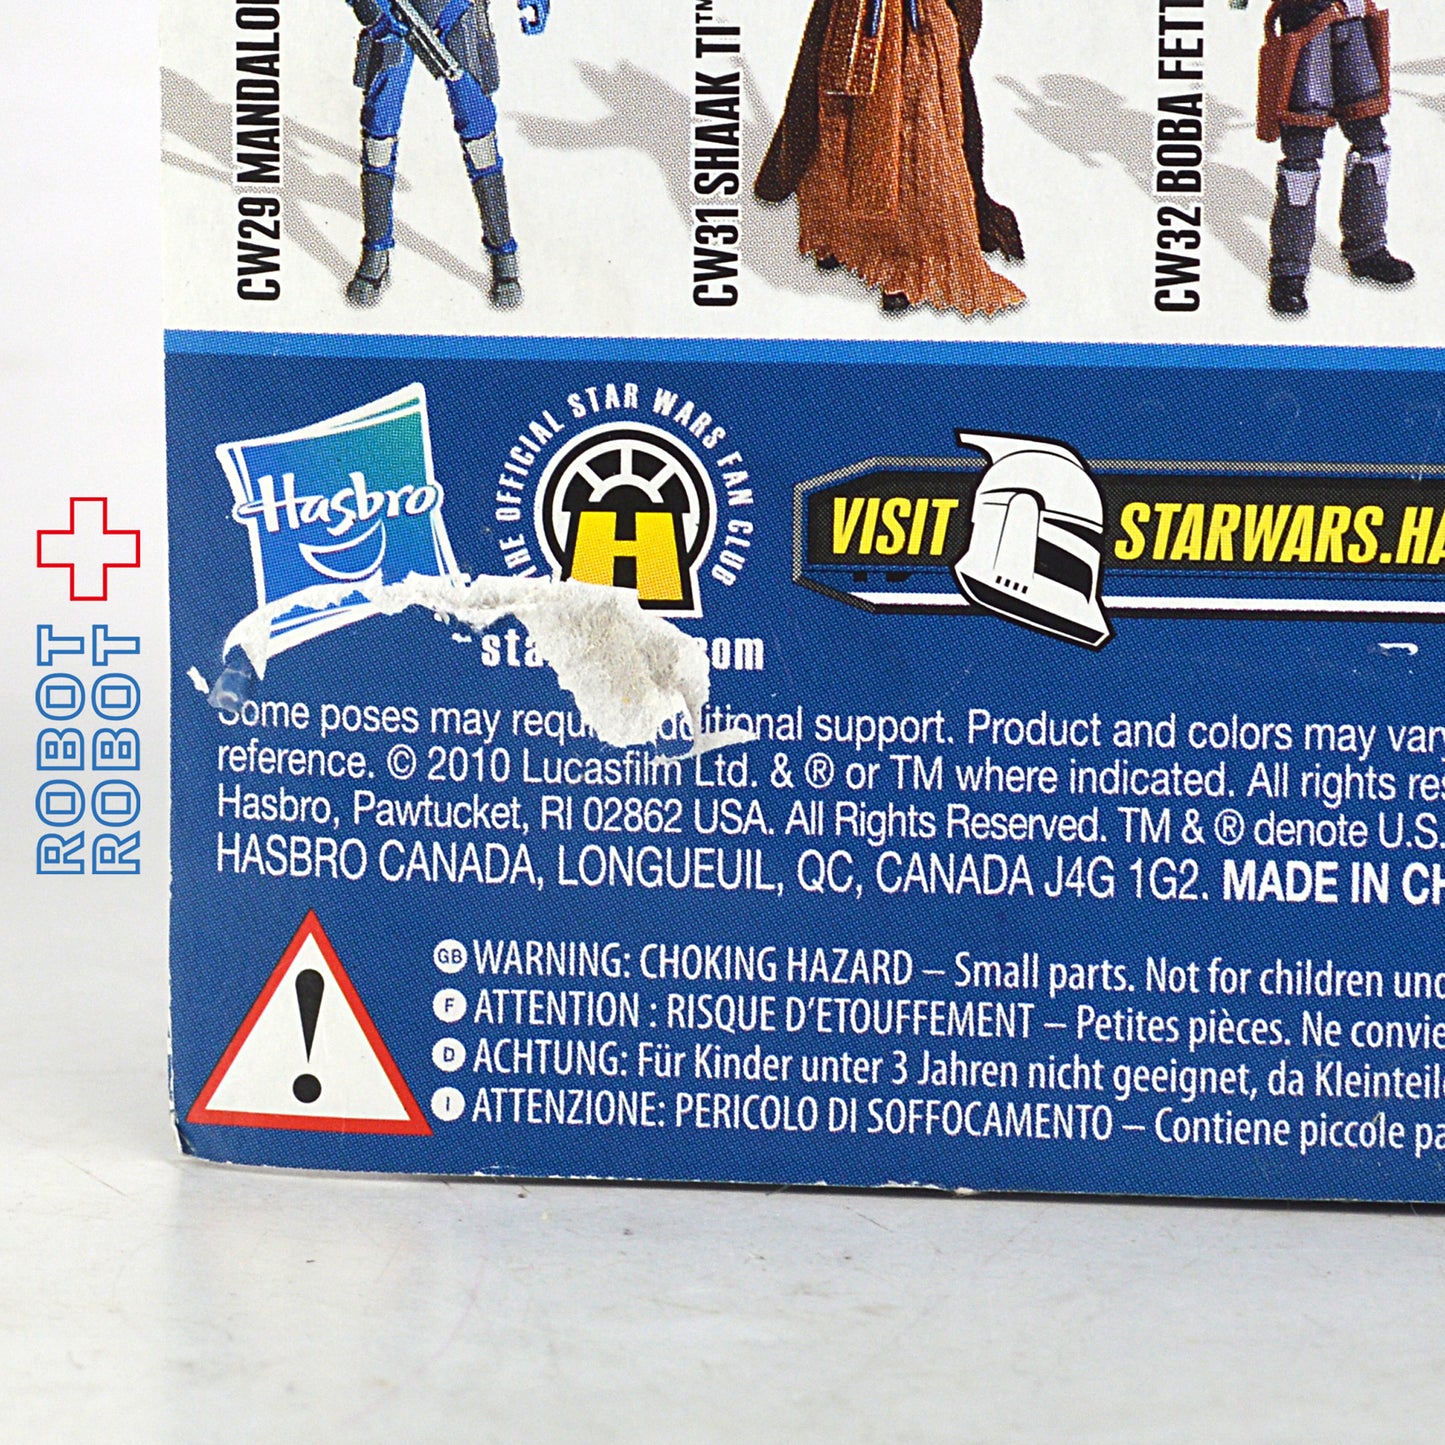 CW29 MANDALO
CW31 SHAAK TI™
CW32 BOBA FETT
Hasbro
THE OFFICIAL STAR WARS FAN CLUB
H
VISIT STARWARS.HA
sta om
Some poses may requ itional support. Product and colors may vary
reference. © 2010 Lucasfilm Ltd. & ® or TM where indicated. All rights res
Hasbro, Pawtucket, RI 02862 USA. All Rights Reserved. TM & ® denote U.S.
HASBRO CANADA, LONGUEUIL, QC, CANADA J4G 1G2. MADE IN CH
GB WARNING: CHOKING HAZARD – Small parts. Not for children und
F ATTENTION : RISQUE D'ETOUFFEMENT – Petites pièces. Ne convie
D ACHTUNG: Für Kinder unter 3 Jahren nicht geeignet, da Kleinteil
I ATTENZIONE: PERICOLO DI SOFFOCAMENTO – Contiene piccole pa
ROBOT
ROBOT